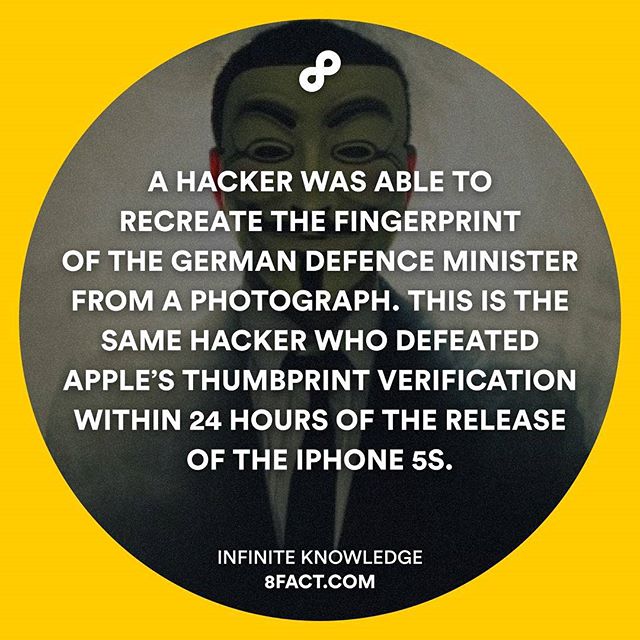 A HACKER WAS ABLE TO
RECREATE THE FINGERPRINT
OF THE GERMAN DEFENCE MINISTER
FROM A PHOTOGRAPH. THIS IS THE
SAME HACKER WHO DEFEATED
APPLE’S THUMBPRINT VERIFICATION
WITHIN 24 HOURS OF THE RELEASE
OF THE IPHONE 5S.
INFINITE KNOWLEDGE
8FACT.COM